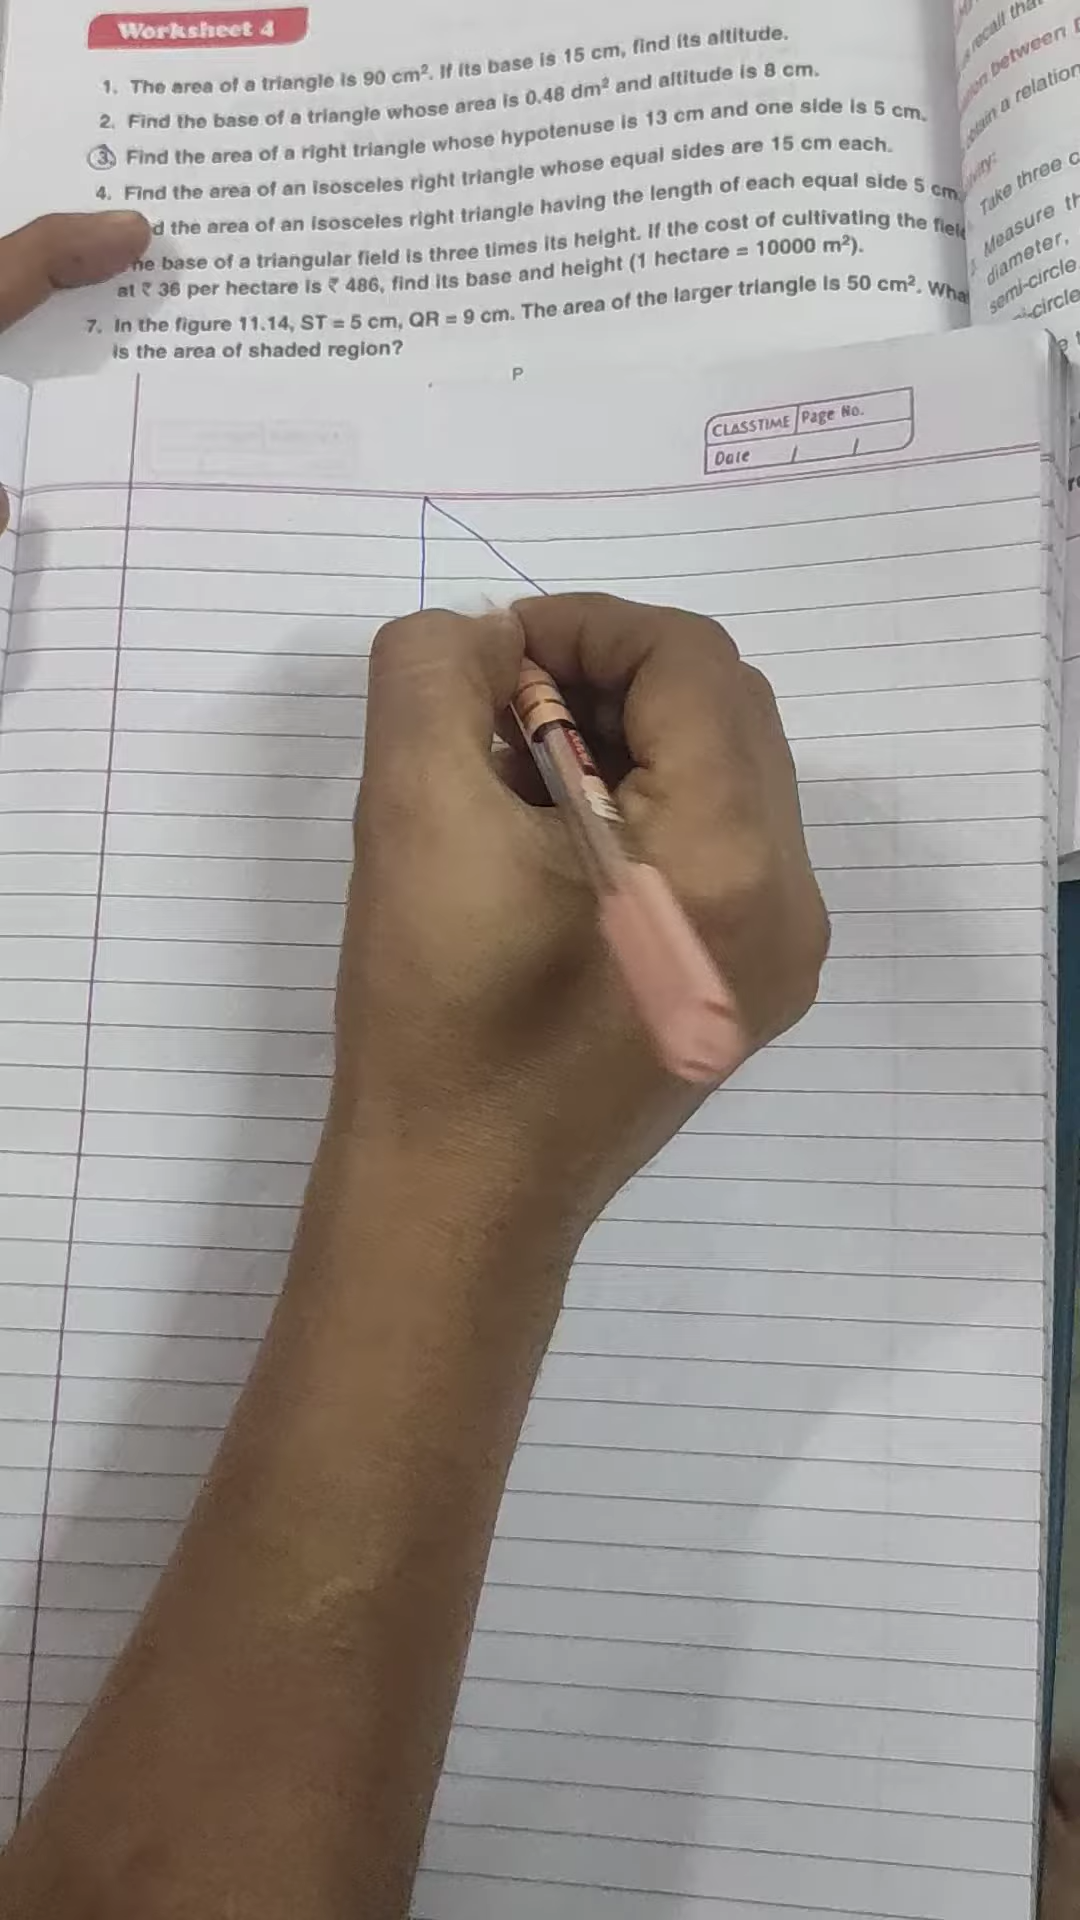 Worksheet 4
1. The area of a triangle is 90 cm². If its base is 15 cm, find its altitude.
2. Find the base of a triangle whose area is 0.48 dm² and altitude is 8 cm.
3. Find the area of a right triangle whose hypotenuse is 13 cm and one side is 5 cm.
4. Find the area of an isosceles right triangle whose equal sides are 15 cm each.
d the area of an isosceles right triangle having the length of each equal side 5 cm
he base of a triangular field is three times its height. If the cost of cultivating the field
at ₹ 36 per hectare is ₹ 486, find its base and height (1 hectare = 10000 m²).
7. In the figure 11.14, ST = 5 cm, QR = 9 cm. The area of the larger triangle is 50 cm². Wha
is the area of shaded region?
P
CLASSTIME Page No.
Date / /
recall tha
between
obtain a relation
Take three c
Measure th
diameter,
semi-circle
-circle